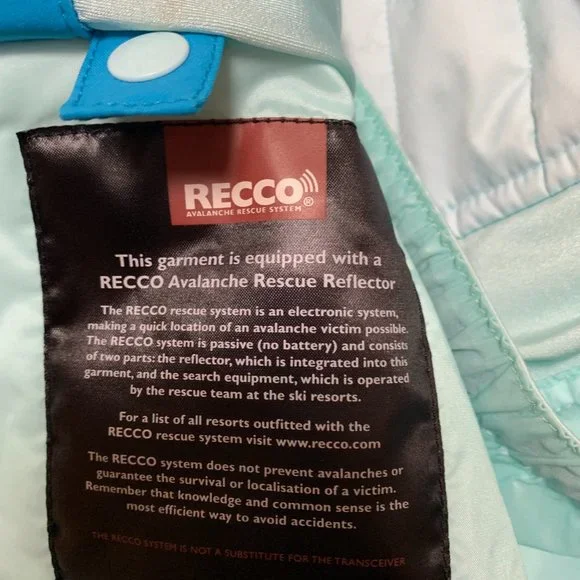 RECCO®
AVALANCHE RESCUE SYSTEM
This garment is equipped with a
RECCO Avalanche Rescue Reflector
The RECCO rescue system is an electronic system,
making a quick location of an avalanche victim possible.
The RECCO system is passive (no battery) and consists
of two parts: the reflector, which is integrated into this
garment, and the search equipment, which is operated
by the rescue team at the ski resorts.
For a list of all resorts outfitted with the
RECCO rescue system visit www.recco.com
The RECCO system does not prevent avalanches or
guarantee the survival or localisation of a victim.
Remember that knowledge and common sense is the
most efficient way to avoid accidents.
THE RECCO SYSTEM IS NOT A SUBSTITUTE FOR THE TRANSCEIVER